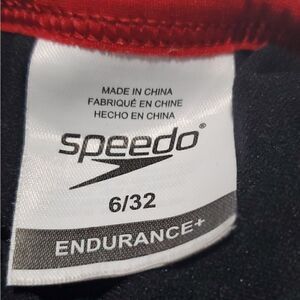 MADE IN CHINA
FABRIQUÉ EN CHINE
HECHO EN CHINA
speedo®
6/32
ENDURANCE+